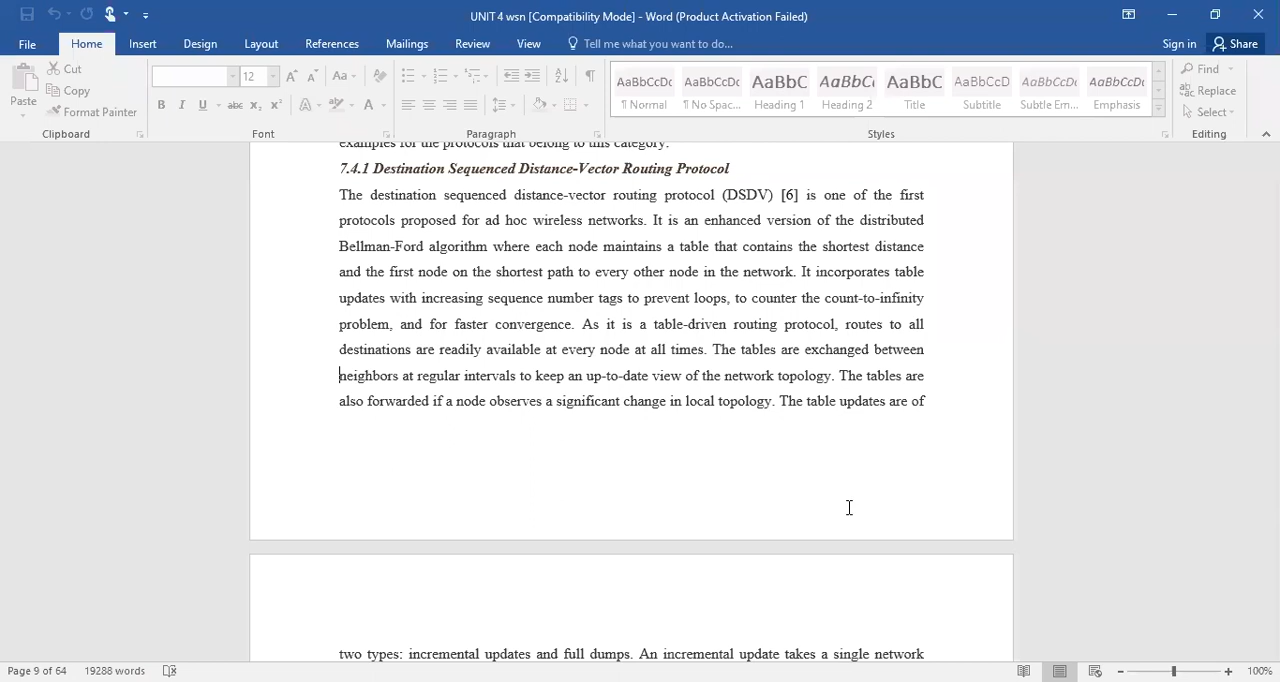 UNIT 4 wsn [Compatibility Mode] - Word (Product Activation Failed)
File Home Insert Design Layout References Mailings Review View Tell me what you want to do... Sign in Share
Cut
Copy
Format Painter
Paste
Clipboard
12
Aa
B I U abc x₂ x²
A A
Font
Paragraph
AaBbCcDc AaBbCcDc AaBbC AaBbCc AaBbC AaBbCcD AaBbCcDc AaBbCcDc
¶ Normal ¶ No Spac... Heading 1 Heading 2 Title Subtitle Subtle Em... Emphasis
Styles
Find
Replace
Select
Editing
examples for the protocols that belong to this category.
7.4.1 Destination Sequenced Distance-Vector Routing Protocol
The destination sequenced distance-vector routing protocol (DSDV) [6] is one of the first
protocols proposed for ad hoc wireless networks. It is an enhanced version of the distributed
Bellman-Ford algorithm where each node maintains a table that contains the shortest distance
and the first node on the shortest path to every other node in the network. It incorporates table
updates with increasing sequence number tags to prevent loops, to counter the count-to-infinity
problem, and for faster convergence. As it is a table-driven routing protocol, routes to all
destinations are readily available at every node at all times. The tables are exchanged between
neighbors at regular intervals to keep an up-to-date view of the network topology. The tables are
also forwarded if a node observes a significant change in local topology. The table updates are of
two types: incremental updates and full dumps. An incremental update takes a single network
Page 9 of 64 19288 words 100%